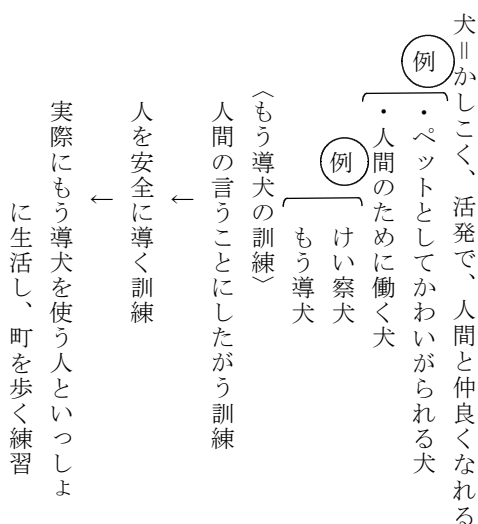 犬＝かしこく、活発で、人間と仲良くなれる
例
・ペットとしてかわいがられる犬
・人間のために働く犬
例
けい察犬
もう導犬
〈もう導犬の訓練〉
人間の言うことにしたがう訓練
↓
人を安全に導く訓練
↓
実際にもう導犬を使う人といっしょ
に生活し、町を歩く練習